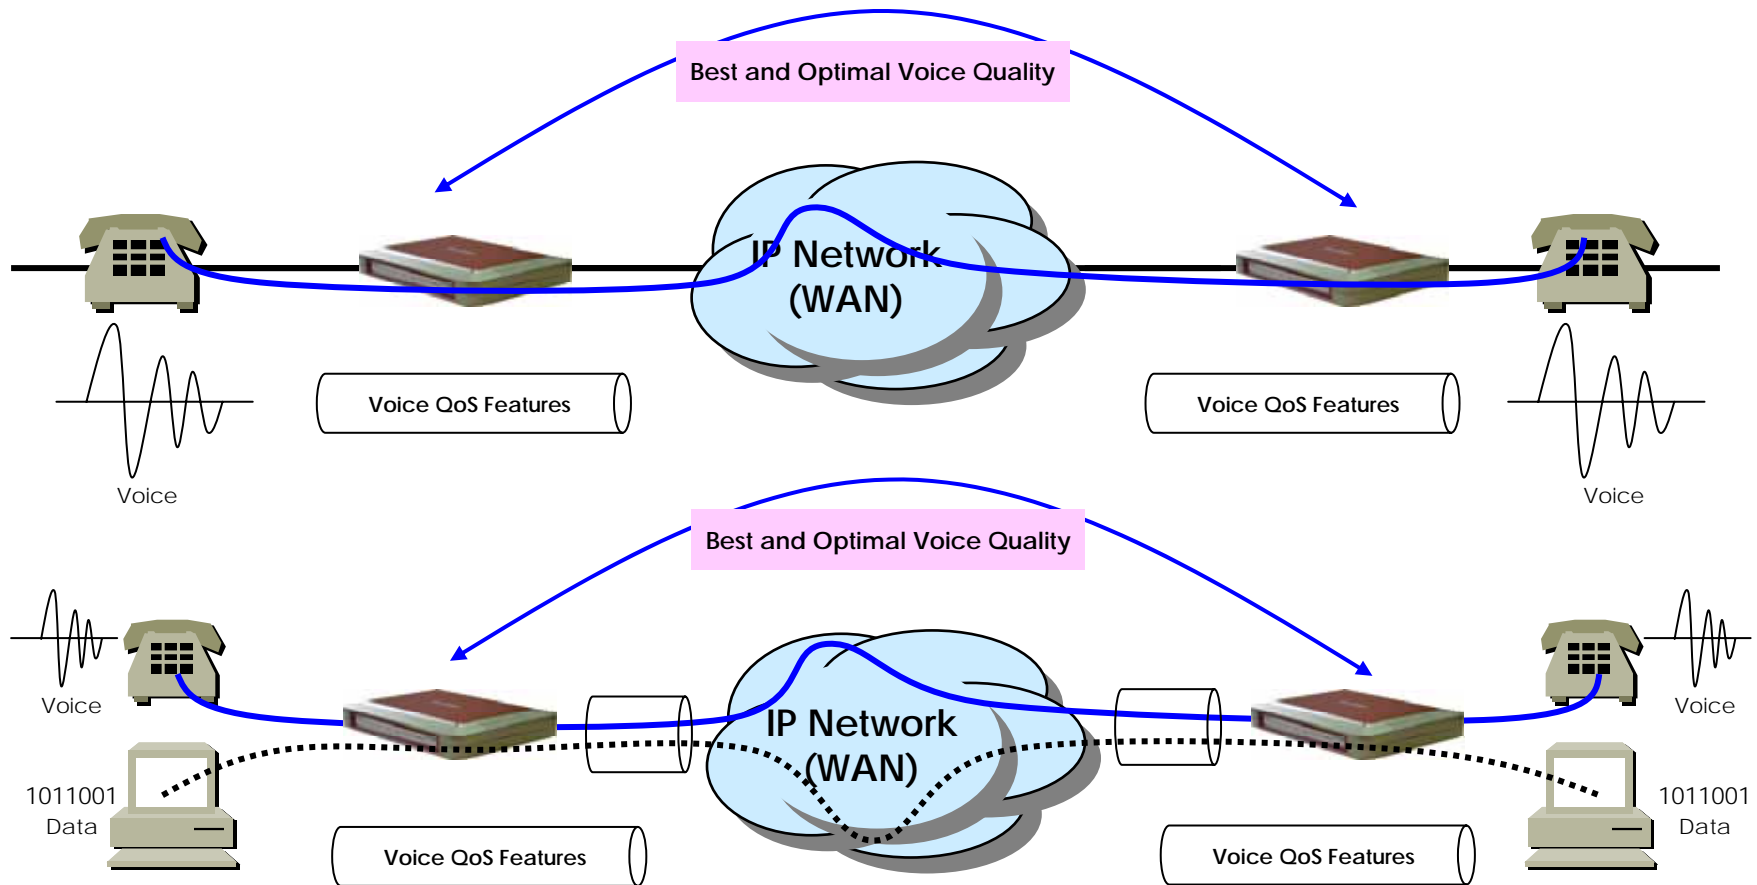 Best and Optimal Voice Quality
IP Network
(WAN)
Voice QoS Features
Voice QoS Features
Voice
Voice
Best and Optimal Voice Quality
Voice
Voice
IP Network
(WAN)
1011001
Data
1011001
Data
Voice QoS Features
Voice QoS Features